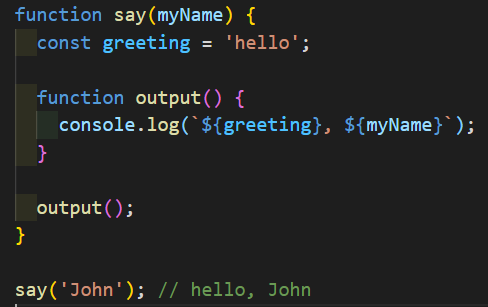 function say(myName) {
  const greeting = 'hello';

  function output() {
    console.log(`${greeting}, ${myName}`);
  }

  output();
}

say('John'); // hello, John